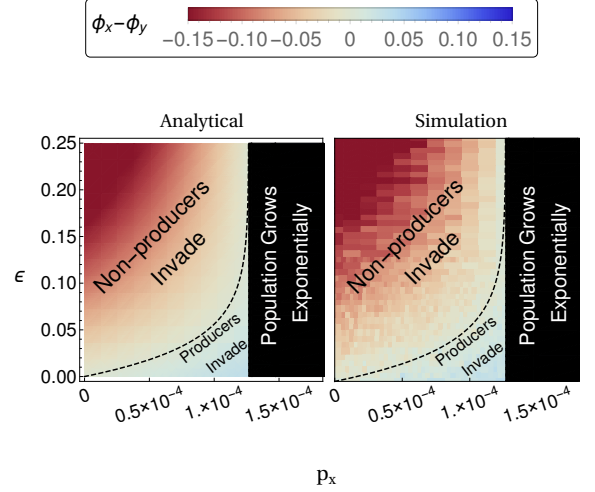 ϕx−ϕy
−0.15 −0.10 −0.05 0 0.05 0.10 0.15
Analytical Simulation
0.25
0.20
0.15
0.10
0.05
0.00
ϵ
Non−producers
Invade
Producers
Invade
Population Grows
Exponentially
Non−producers
Invade
Producers
Invade
Population Grows
Exponentially
0 0.5×10⁻⁴ 1.×10⁻⁴ 1.5×10⁻⁴ 0 0.5×10⁻⁴ 1.×10⁻⁴ 1.5×10⁻⁴
px